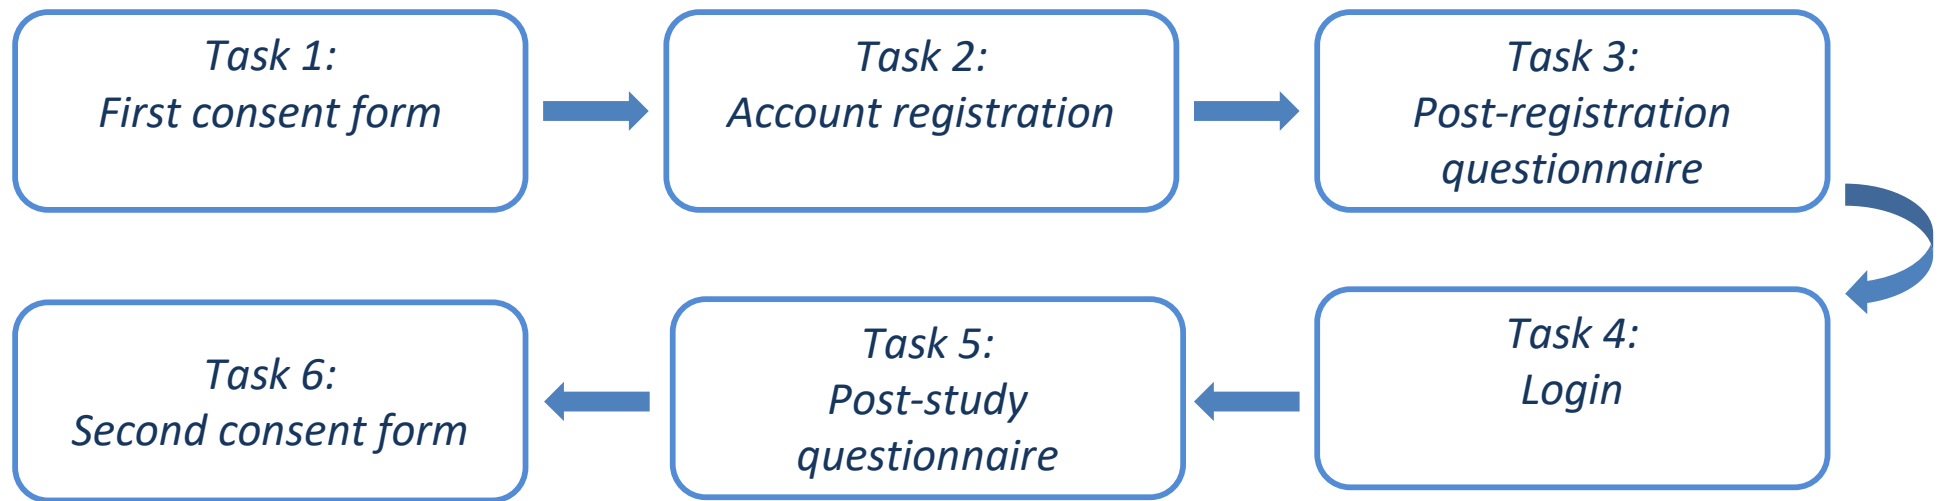 Task 1:
First consent form
Task 2:
Account registration
Task 3:
Post-registration
questionnaire
Task 4:
Login
Task 5:
Post-study
questionnaire
Task 6:
Second consent form